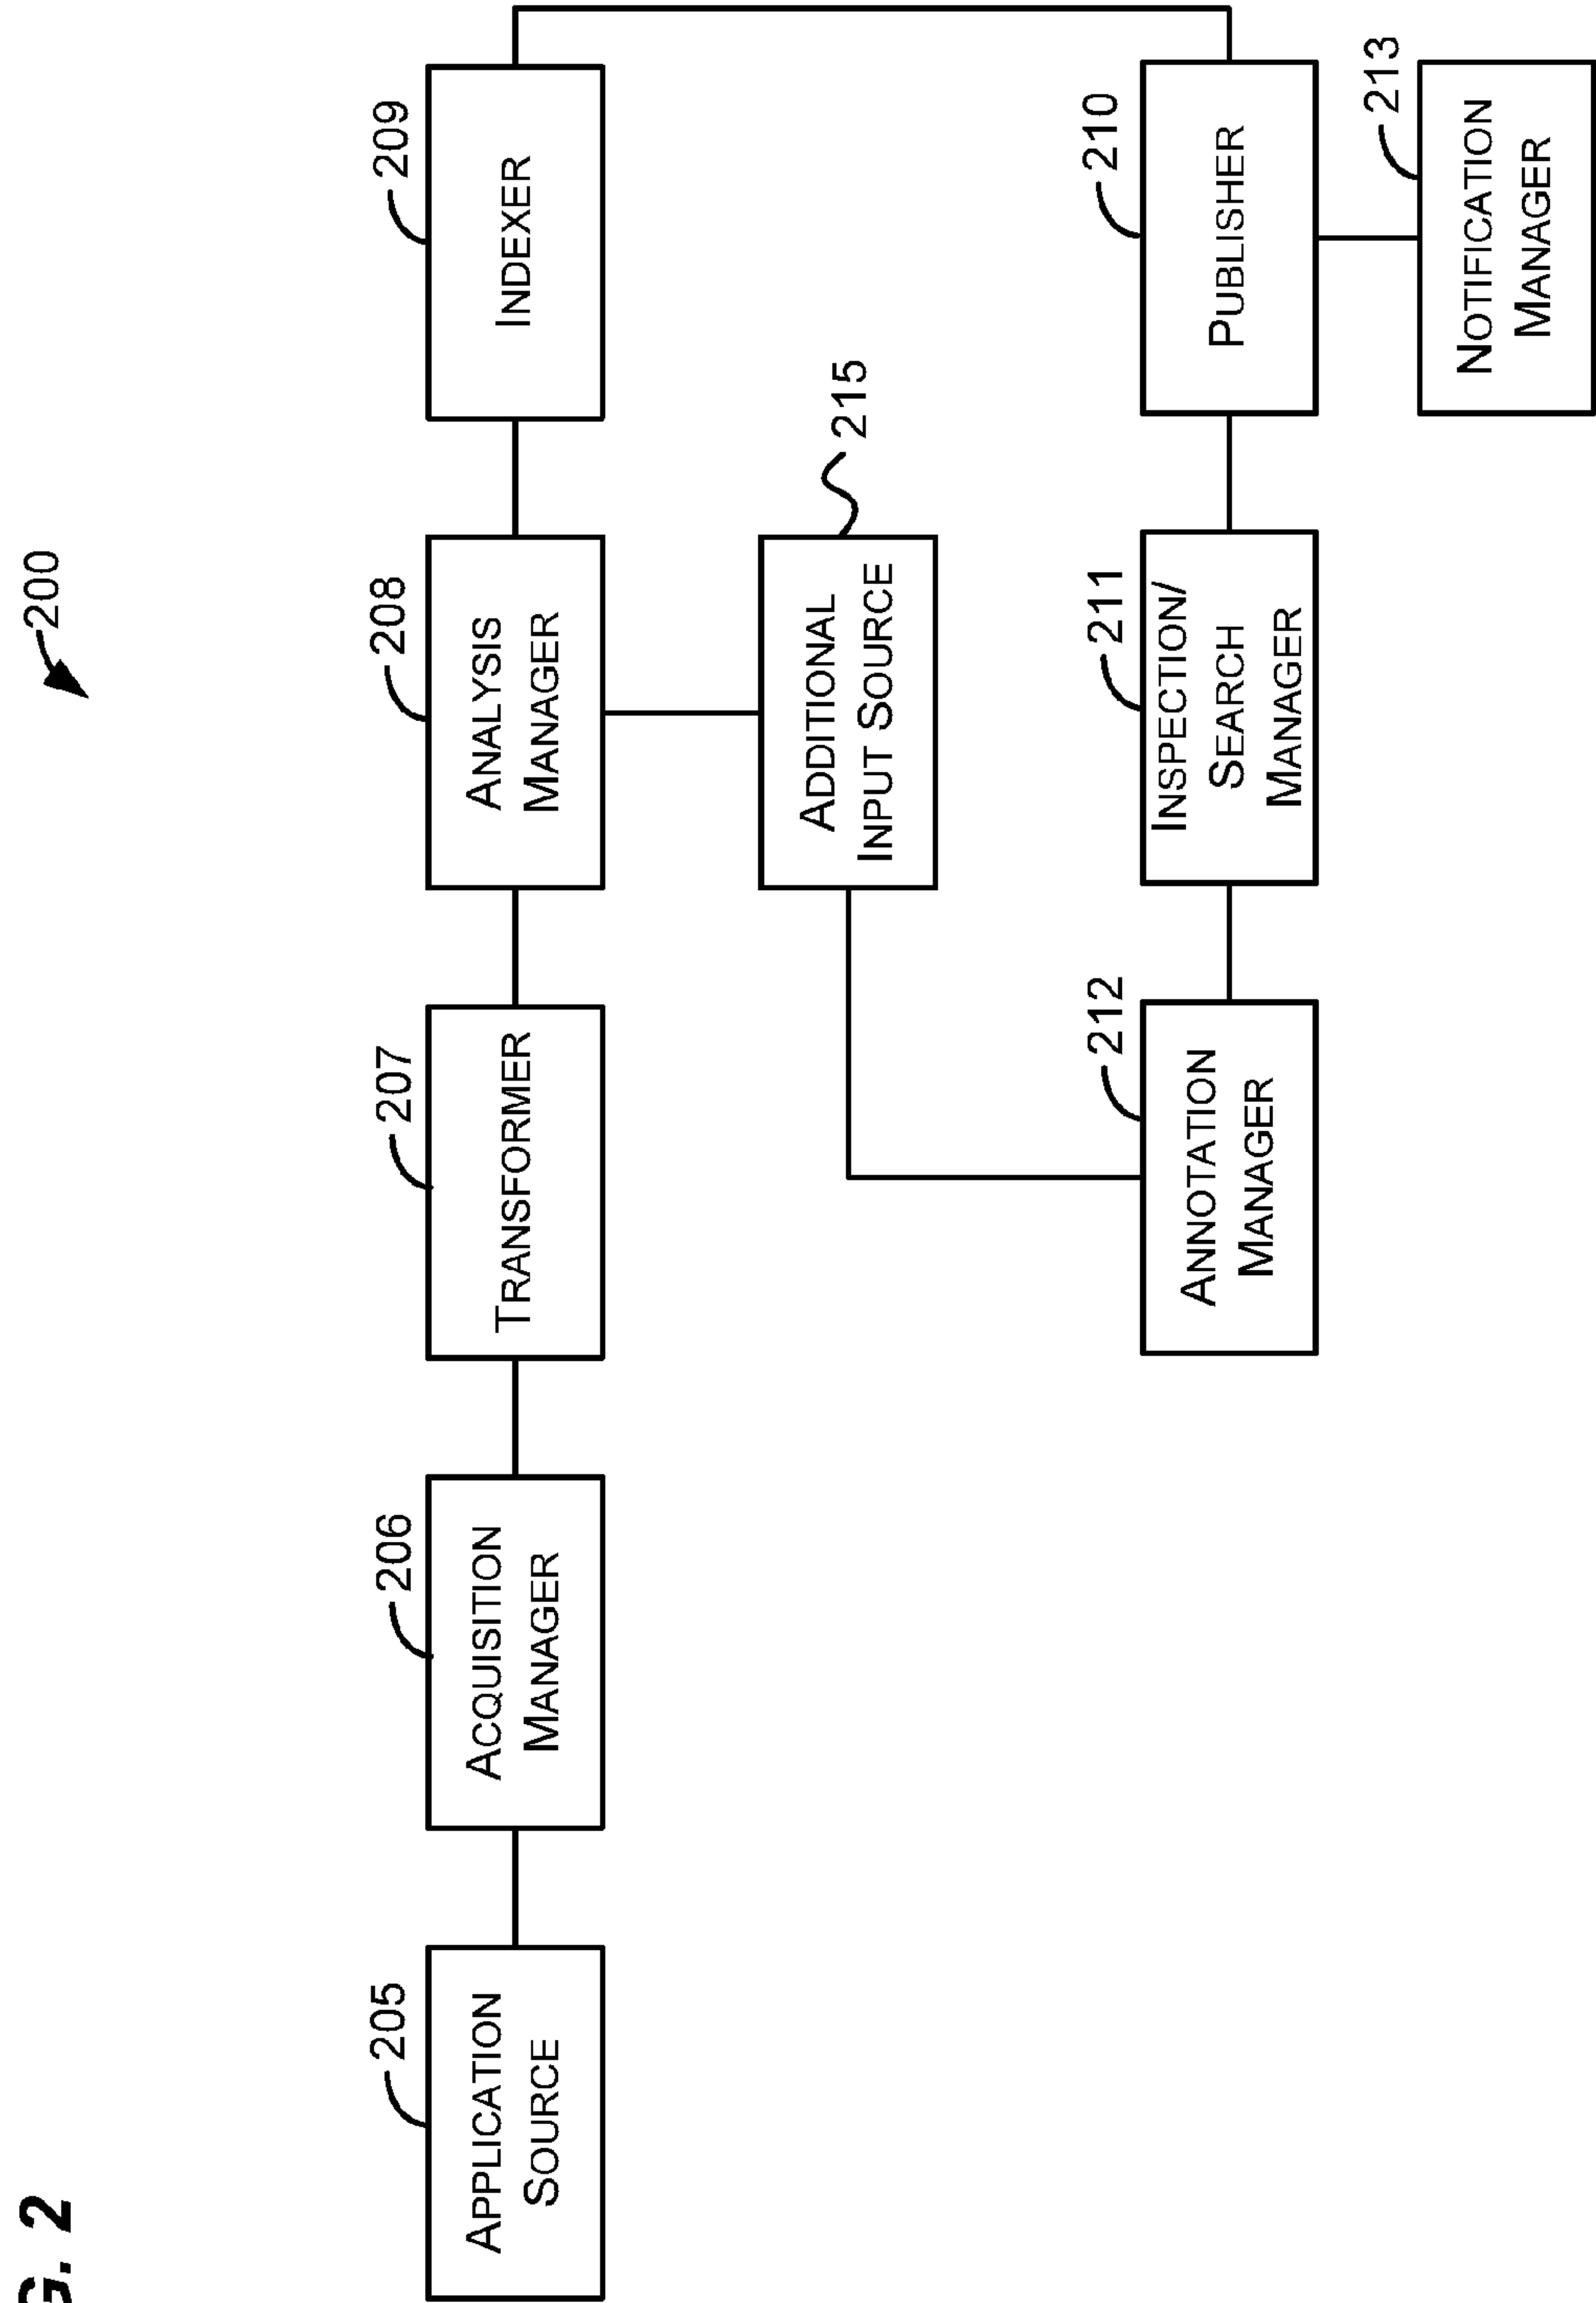 G. 2
200
205
206
207
208
209
APPLICATION
SOURCE
ACQUISITION
MANAGER
TRANSFORMER
ANALYSIS
MANAGER
INDEXER
215
ADDITIONAL
INPUT SOURCE
212
211
210
ANNOTATION
MANAGER
INSPECTION/
SEARCH
MANAGER
PUBLISHER
213
NOTIFICATION
MANAGER